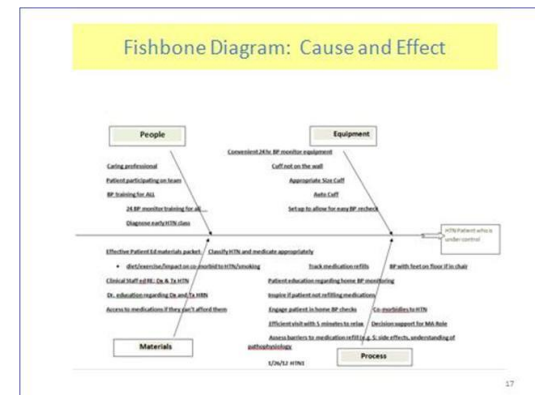 Fishbone Diagram: Cause and Effect
People
Equipment
Convenient 24hr BP monitor equipment
Caring professional
Cuff not on the wall
Patient participating on team
Appropriate Size Cuff
BP training for ALL
Auto Cuff
24 BP monitor training for all....
Set up to allow for easy BP recheck
Diagnose early HTN class
HTN Patient who is
under control
Effective Patient Ed materials packet
Classify HTN and medicate appropriately
• diet/exercise/impact on co-morbid to HTN/smoking
Track medication refills
BP with feet on floor if in chair
Clinical Staff ed RE: Dx & Tx HTN
Patient education regarding home BP monitoring
Dr. education regarding Dx and Tx HRN
Inspire if patient not refilling medications
Access to medications if they can't afford them
Engage patient in home BP checks
Co-morbidies to HTN
Efficient visit with 5 minutes to relax
Decision support for MA Role
Assess barriers to medication refill (e.g. $; side effects, understanding of
pathophysiology
Materials
Process
1/26/12 HTN3
17